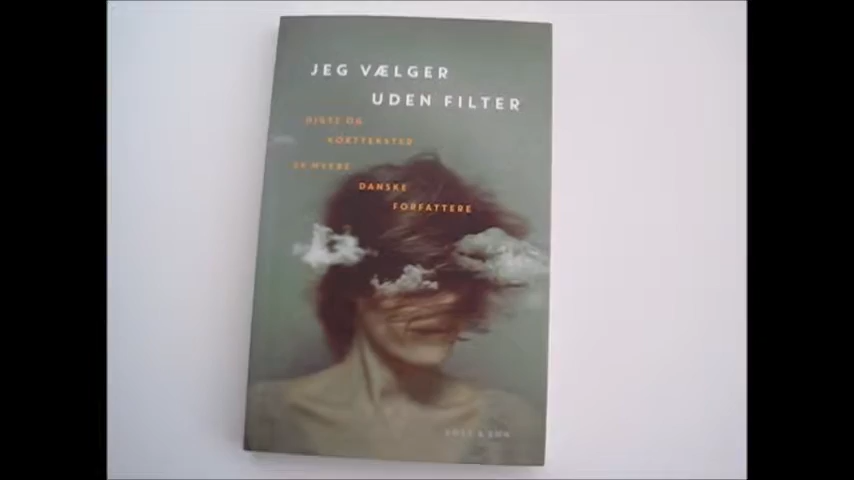 JEG VÆLGER
UDEN FILTER
DIGTE OG
KORTTEKSTER
AF NYERE
DANSKE
FORFATTERE